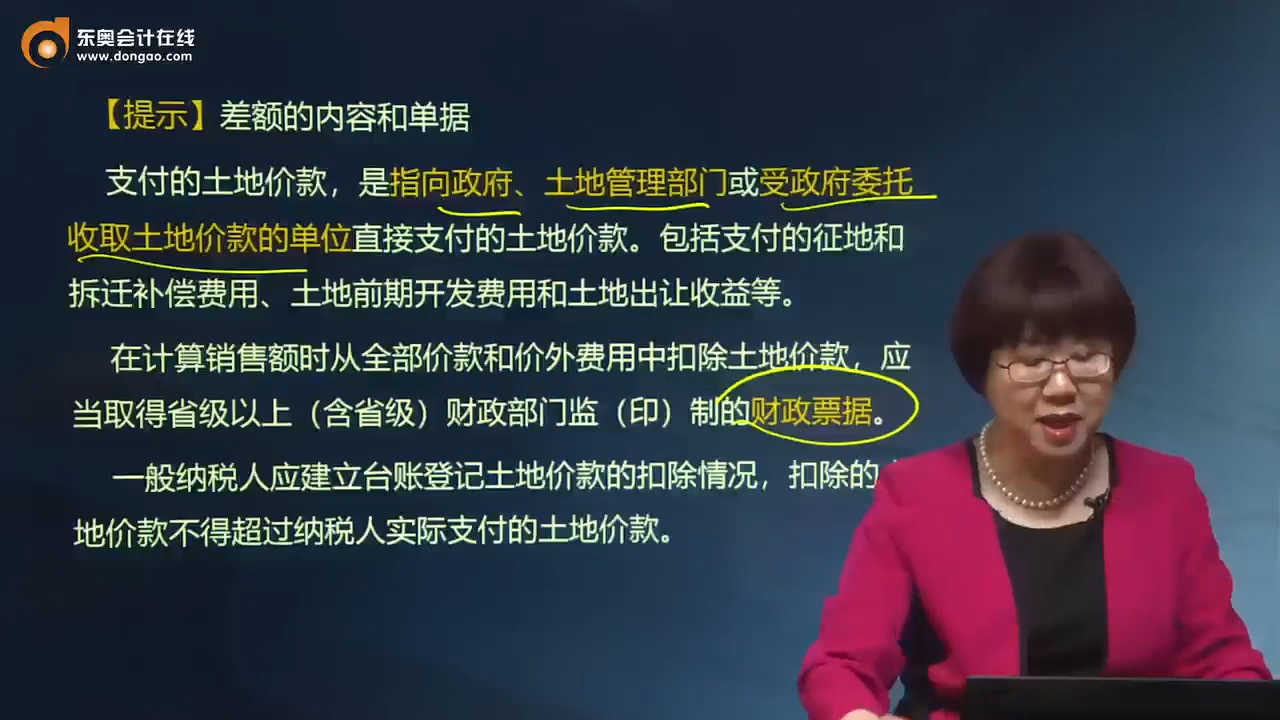 东奥会计在线
www.dongao.com
【提示】差额的内容和单据
支付的土地价款，是指向政府、土地管理部门或受政府委托
收取土地价款的单位直接支付的土地价款。包括支付的征地和
拆迁补偿费用、土地前期开发费用和土地出让收益等。
在计算销售额时从全部价款和价外费用中扣除土地价款，应
当取得省级以上（含省级）财政部门监（印）制的财政票据。
一般纳税人应建立台账登记土地价款的扣除情况，扣除的
地价款不得超过纳税人实际支付的土地价款。